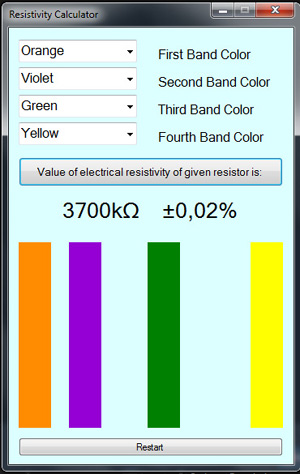 Resistivity Calculator
Orange First Band Color
Violet Second Band Color
Green Third Band Color
Yellow Fourth Band Color
Value of electrical resistivity of given resistor is:
3700kΩ ±0,02%
Restart